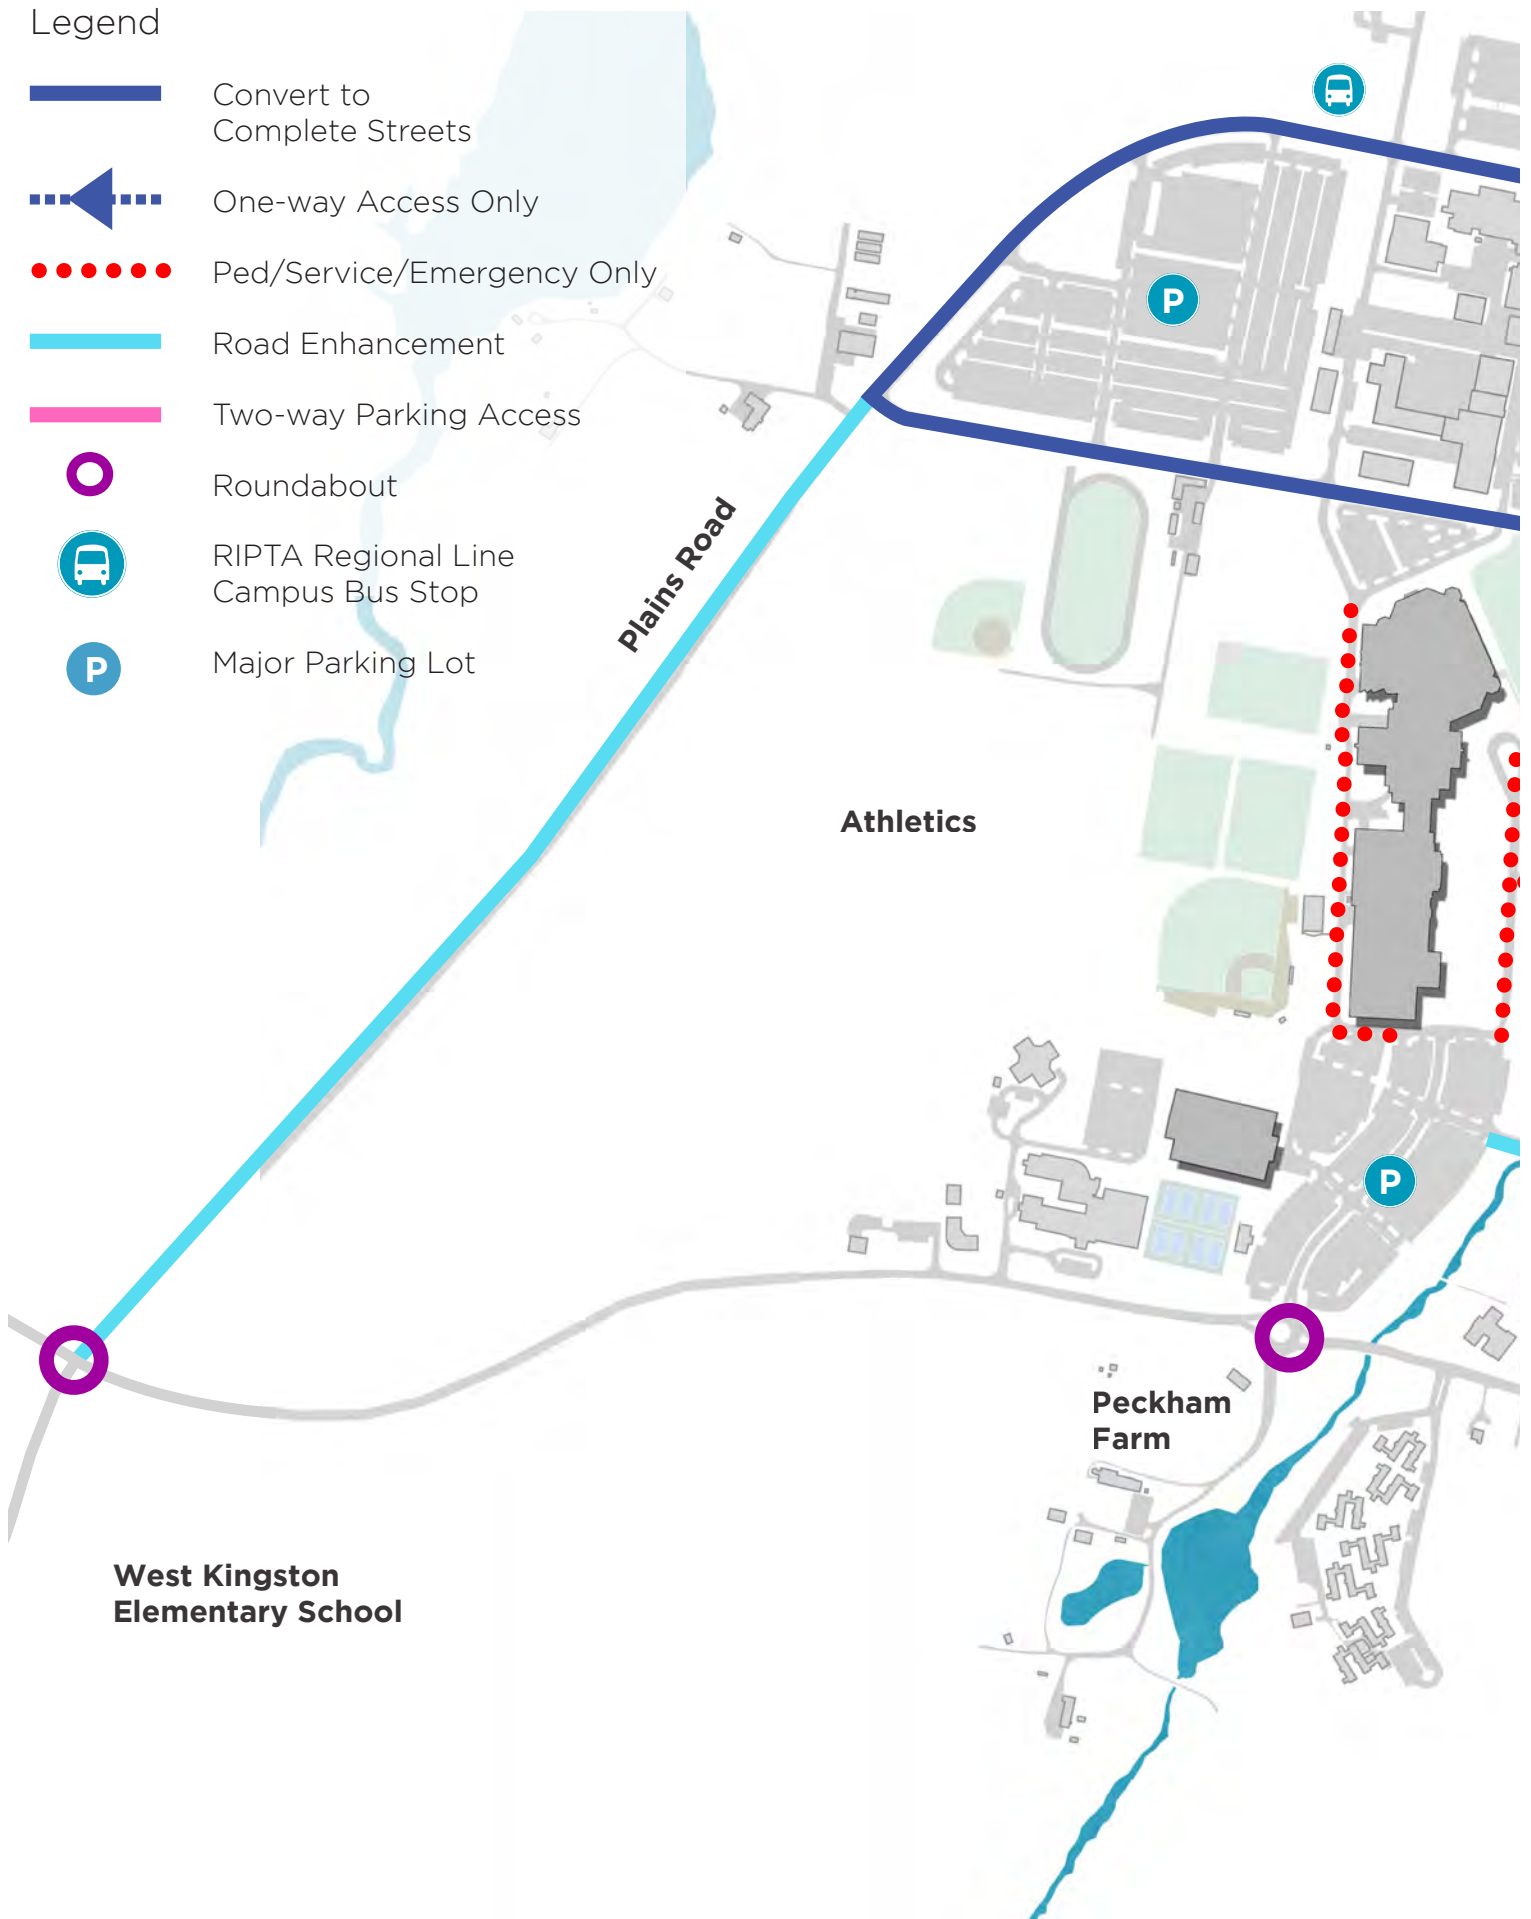 Legend
Convert to
Complete Streets
One-way Access Only
Ped/Service/Emergency Only
Road Enhancement
Two-way Parking Access
Roundabout
RIPTA Regional Line
Campus Bus Stop
P
Major Parking Lot
P
Plains Road
Athletics
P
Peckham
Farm
West Kingston
Elementary School